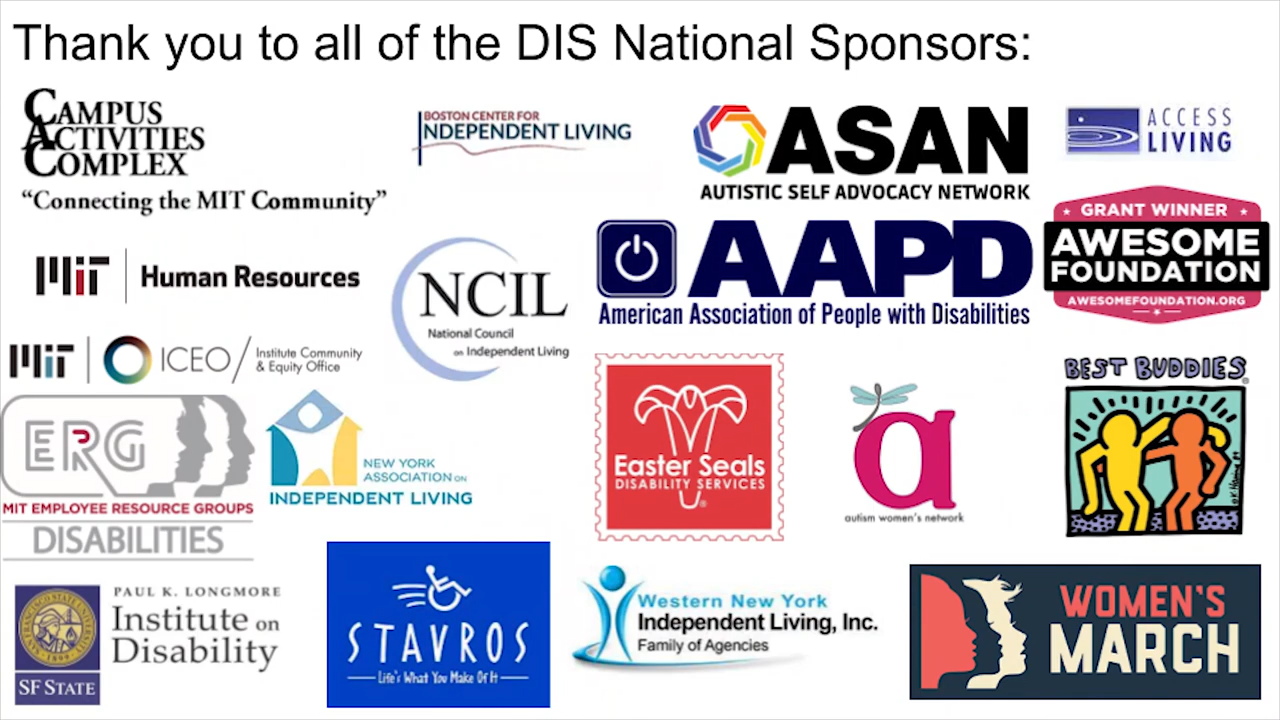 Thank you to all of the DIS National Sponsors:
CAMPUS
ACTIVITIES
COMPLEX
“Connecting the MIT Community”
BOSTON CENTER FOR
INDEPENDENT LIVING
ASAN
AUTISTIC SELF ADVOCACY NETWORK
ACCESS
LIVING
MIT
Human Resources
NCIL
National Council
on Independent Living
AAPD
American Association of People with Disabilities
GRANT WINNER
AWESOME
FOUNDATION
AWESOMEFOUNDATION.ORG
MIT
ICEO
Institute Community
& Equity Office
ERG
MIT EMPLOYEE RESOURCE GROUPS
DISABILITIES
NEW YORK
ASSOCIATION ON
INDEPENDENT LIVING
Easter Seals
DISABILITY SERVICES
®
a
autism women's network
BEST BUDDIES
®
PAUL K. LONGMORE
Institute on
Disability
1899
SF STATE
STAVROS
Life's What You Make Of It
Western New York
Independent Living, Inc.
Family of Agencies
WOMEN'S
MARCH